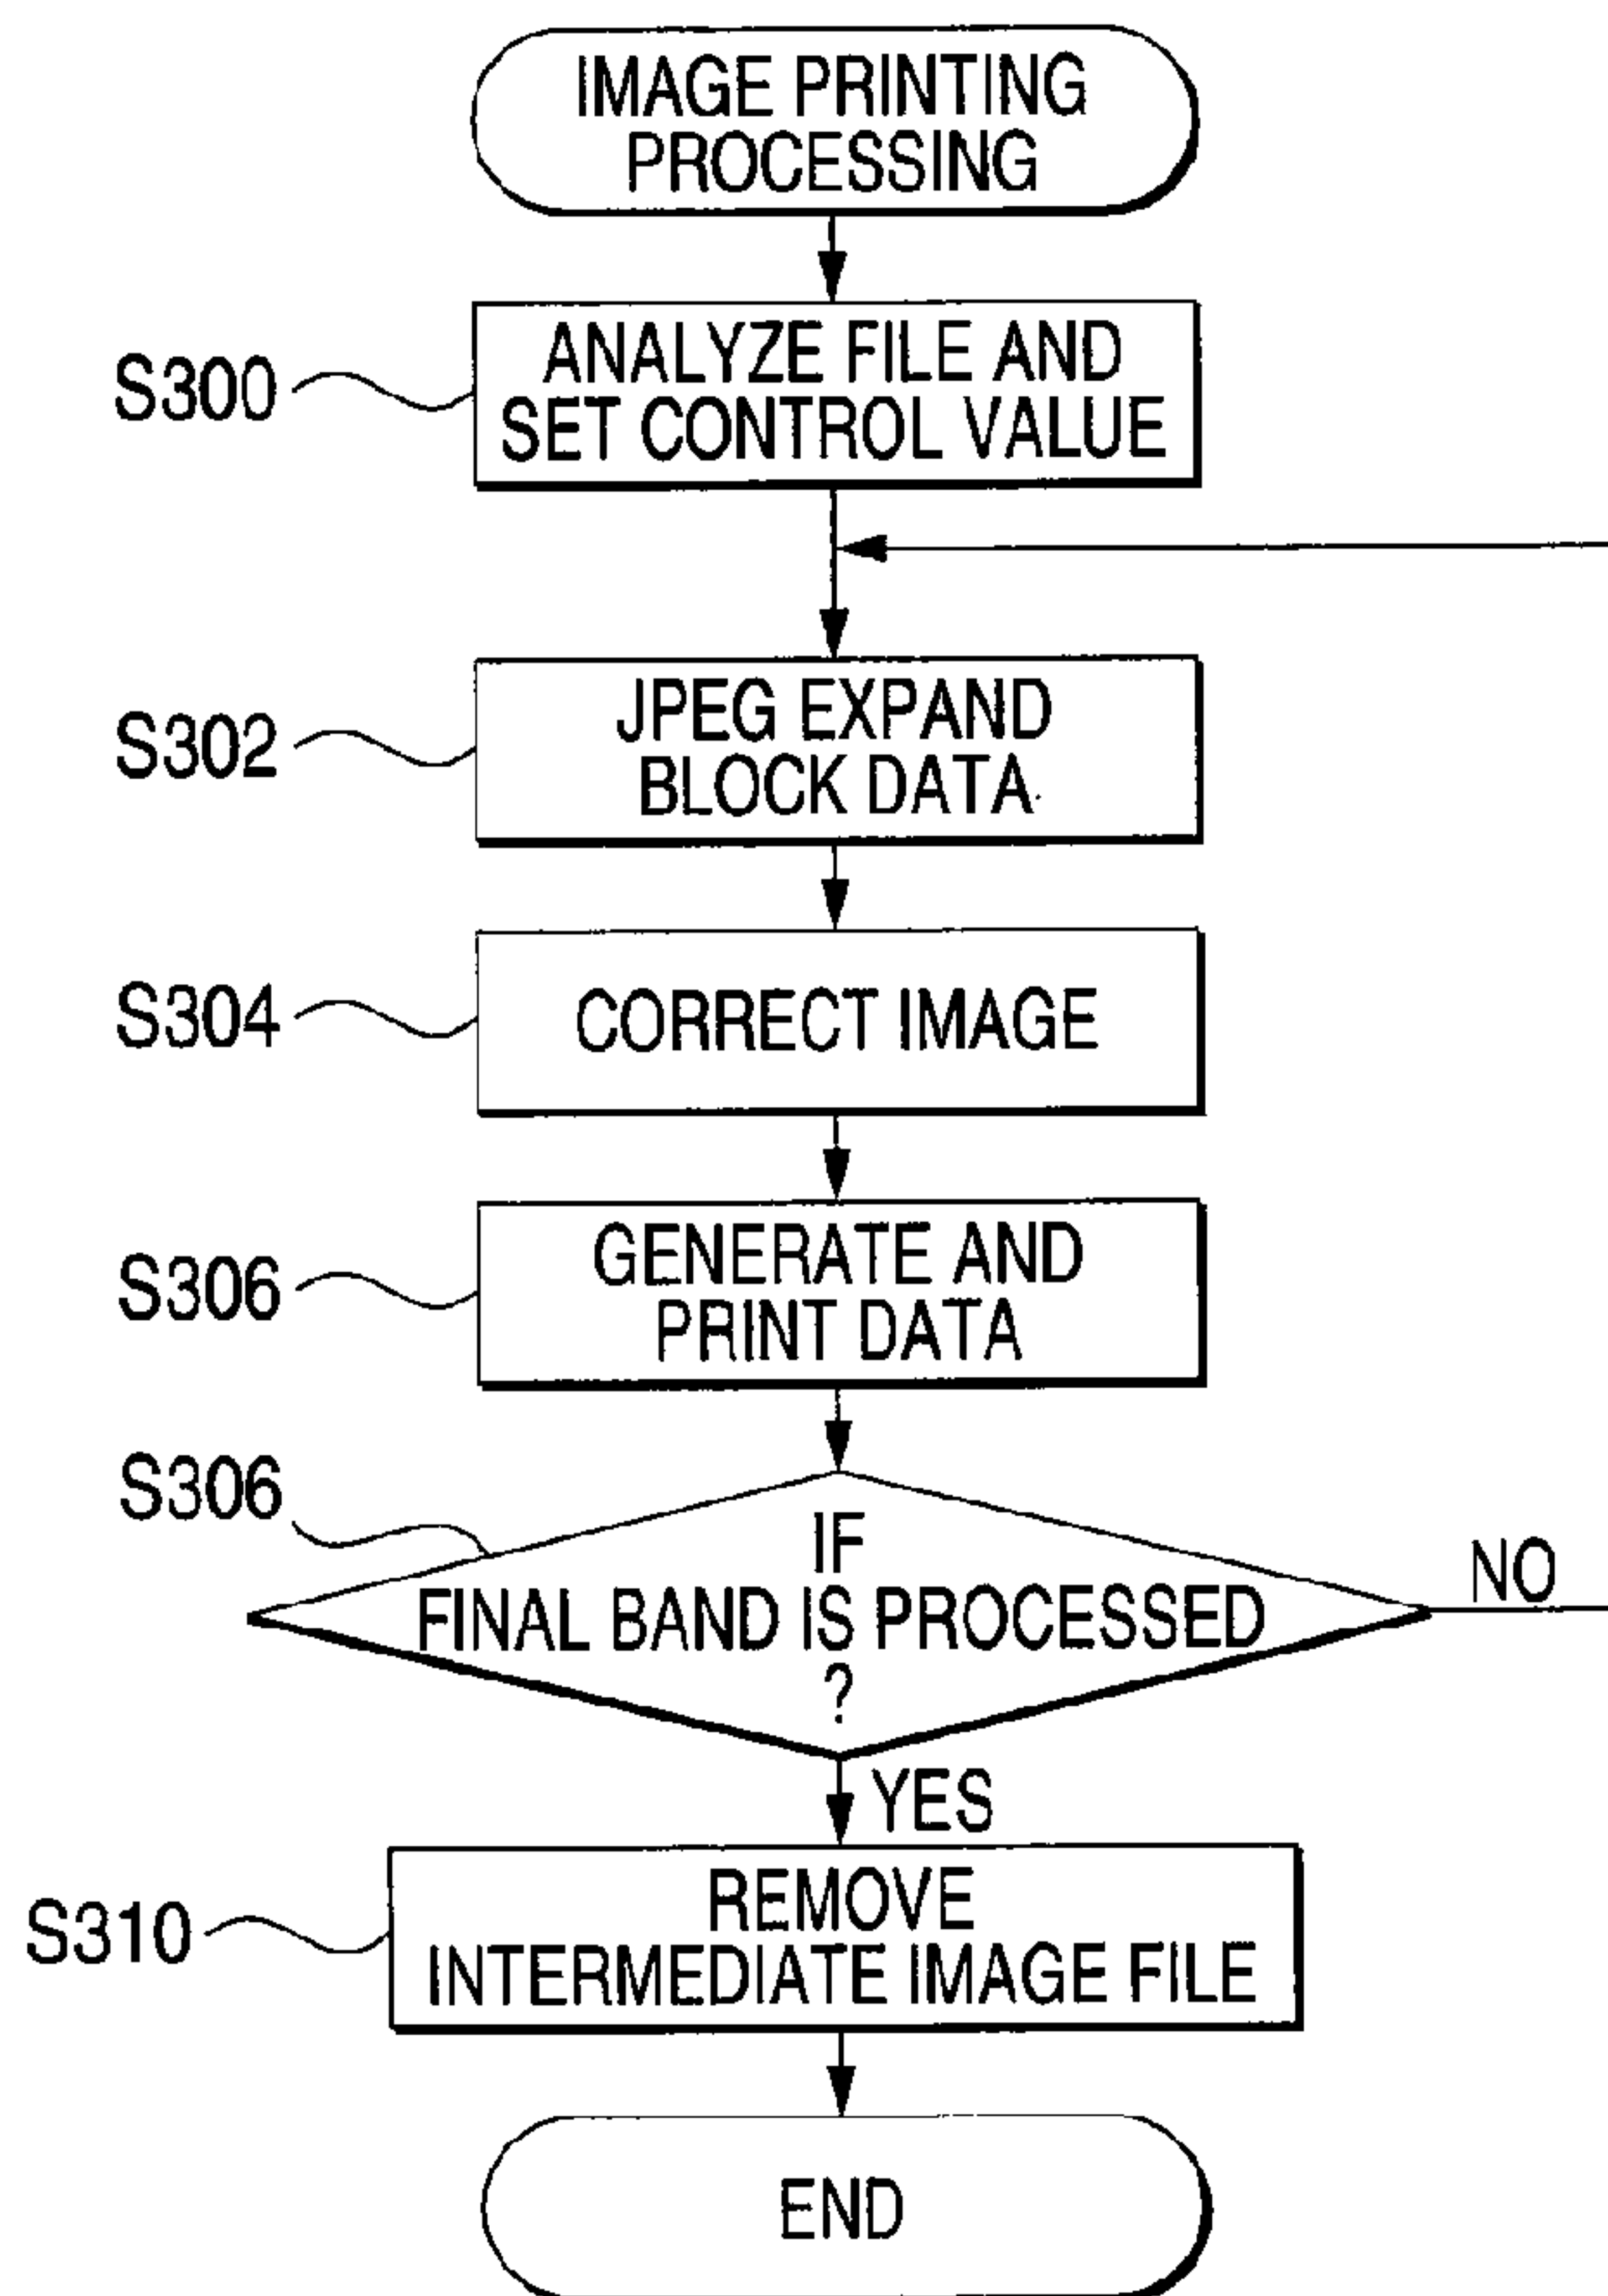 IMAGE PRINTING
PROCESSING
S300
ANALYZE FILE AND
SET CONTROL VALUE
S302
JPEG EXPAND
BLOCK DATA
S304
CORRECT IMAGE
S306
GENERATE AND
PRINT DATA
S306
IF
FINAL BAND IS PROCESSED
?
NO
YES
S310
REMOVE
INTERMEDIATE IMAGE FILE
END